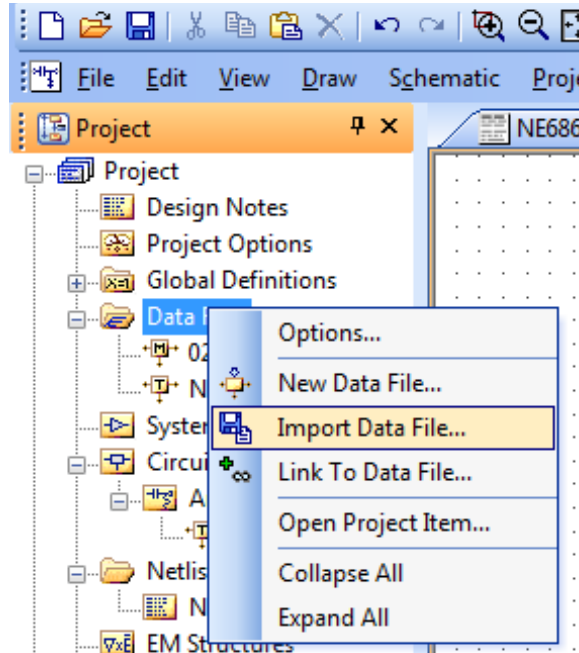 File Edit View Draw Schematic
Project
NE686
Project
Design Notes
Project Options
Global Definitions
Data
Options...
02
New Data File...
N
Import Data File...
Link To Data File...
A
Open Project Item...
Collapse All
N
Expand All
EM Structures